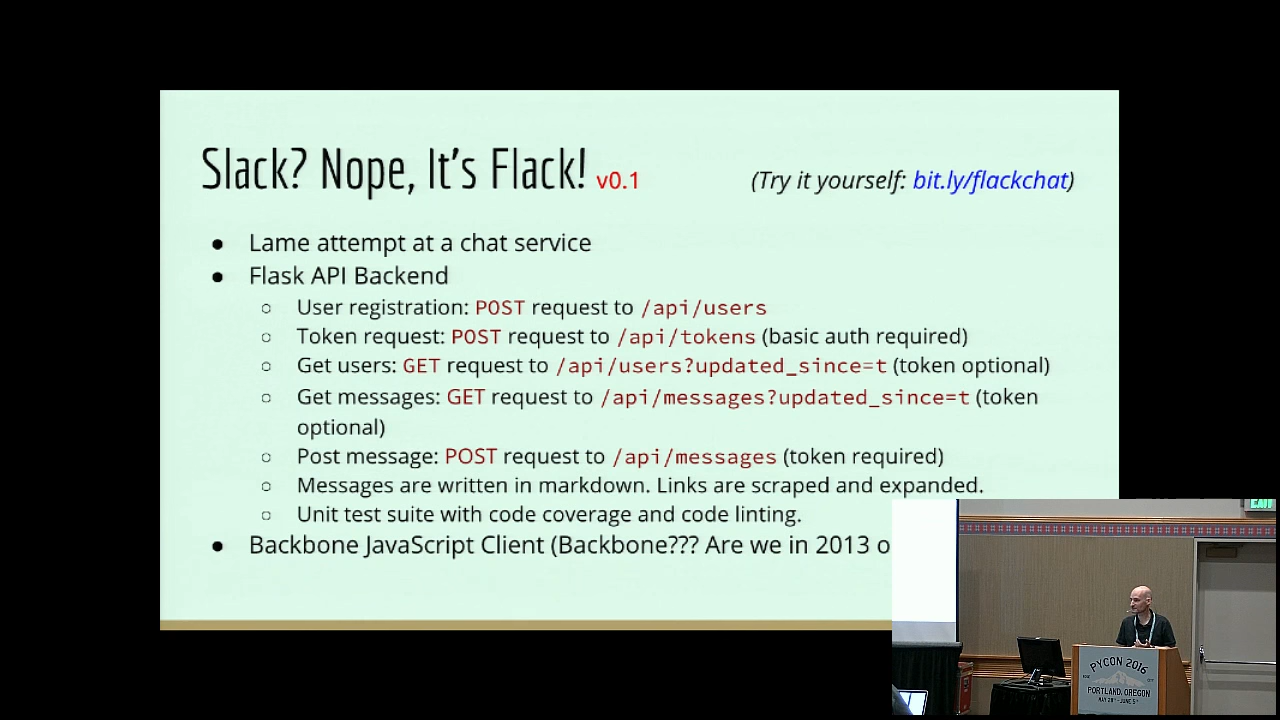 Slack? Nope, It's Flack! v0.1 (Try it yourself: bit.ly/flackchat)
● Lame attempt at a chat service
● Flask API Backend
○ User registration: POST request to /api/users
○ Token request: POST request to /api/tokens (basic auth required)
○ Get users: GET request to /api/users?updated_since=t (token optional)
○ Get messages: GET request to /api/messages?updated_since=t (token
optional)
○ Post message: POST request to /api/messages (token required)
○ Messages are written in markdown. Links are scraped and expanded.
○ Unit test suite with code coverage and code linting.
● Backbone JavaScript Client (Backbone??? Are we in 2013 o
EXIT
PYCON 2016
PORTLAND, OREGON
MAY 28TH - JUNE 5TH